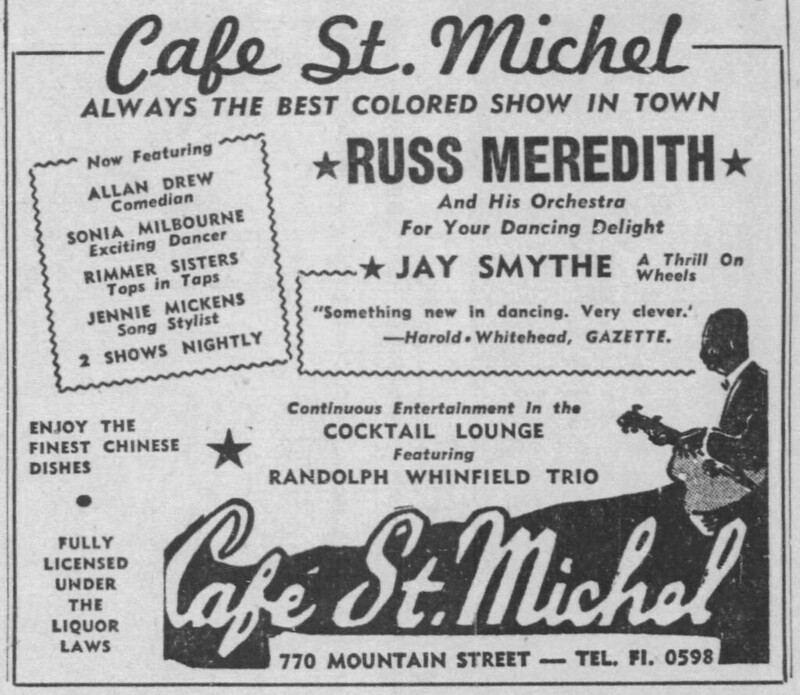 Cafe St. Michel
ALWAYS THE BEST COLORED SHOW IN TOWN
Now Featuring
ALLAN DREW
Comedian
SONIA MILBOURNE
Exciting Dancer
RIMMER SISTERS
Tops in Taps
JENNIE MICKENS
Song Stylist
2 SHOWS NIGHTLY
★RUSS MEREDITH★
And His Orchestra
For Your Dancing Delight
★ JAY SMYTHE A Thrill On
Wheels
"Something new in dancing. Very clever.'
—Harold•Whitehead, GAZETTE.
ENJOY THE
FINEST CHINESE
DISHES
•
FULLY
LICENSED
UNDER
THE
LIQUOR
LAWS
★
Continuous Entertainment in the
COCKTAIL LOUNGE
Featuring
RANDOLPH WHINFIELD TRIO
Café St. Michel
770 MOUNTAIN STREET — TEL. FI. 0598